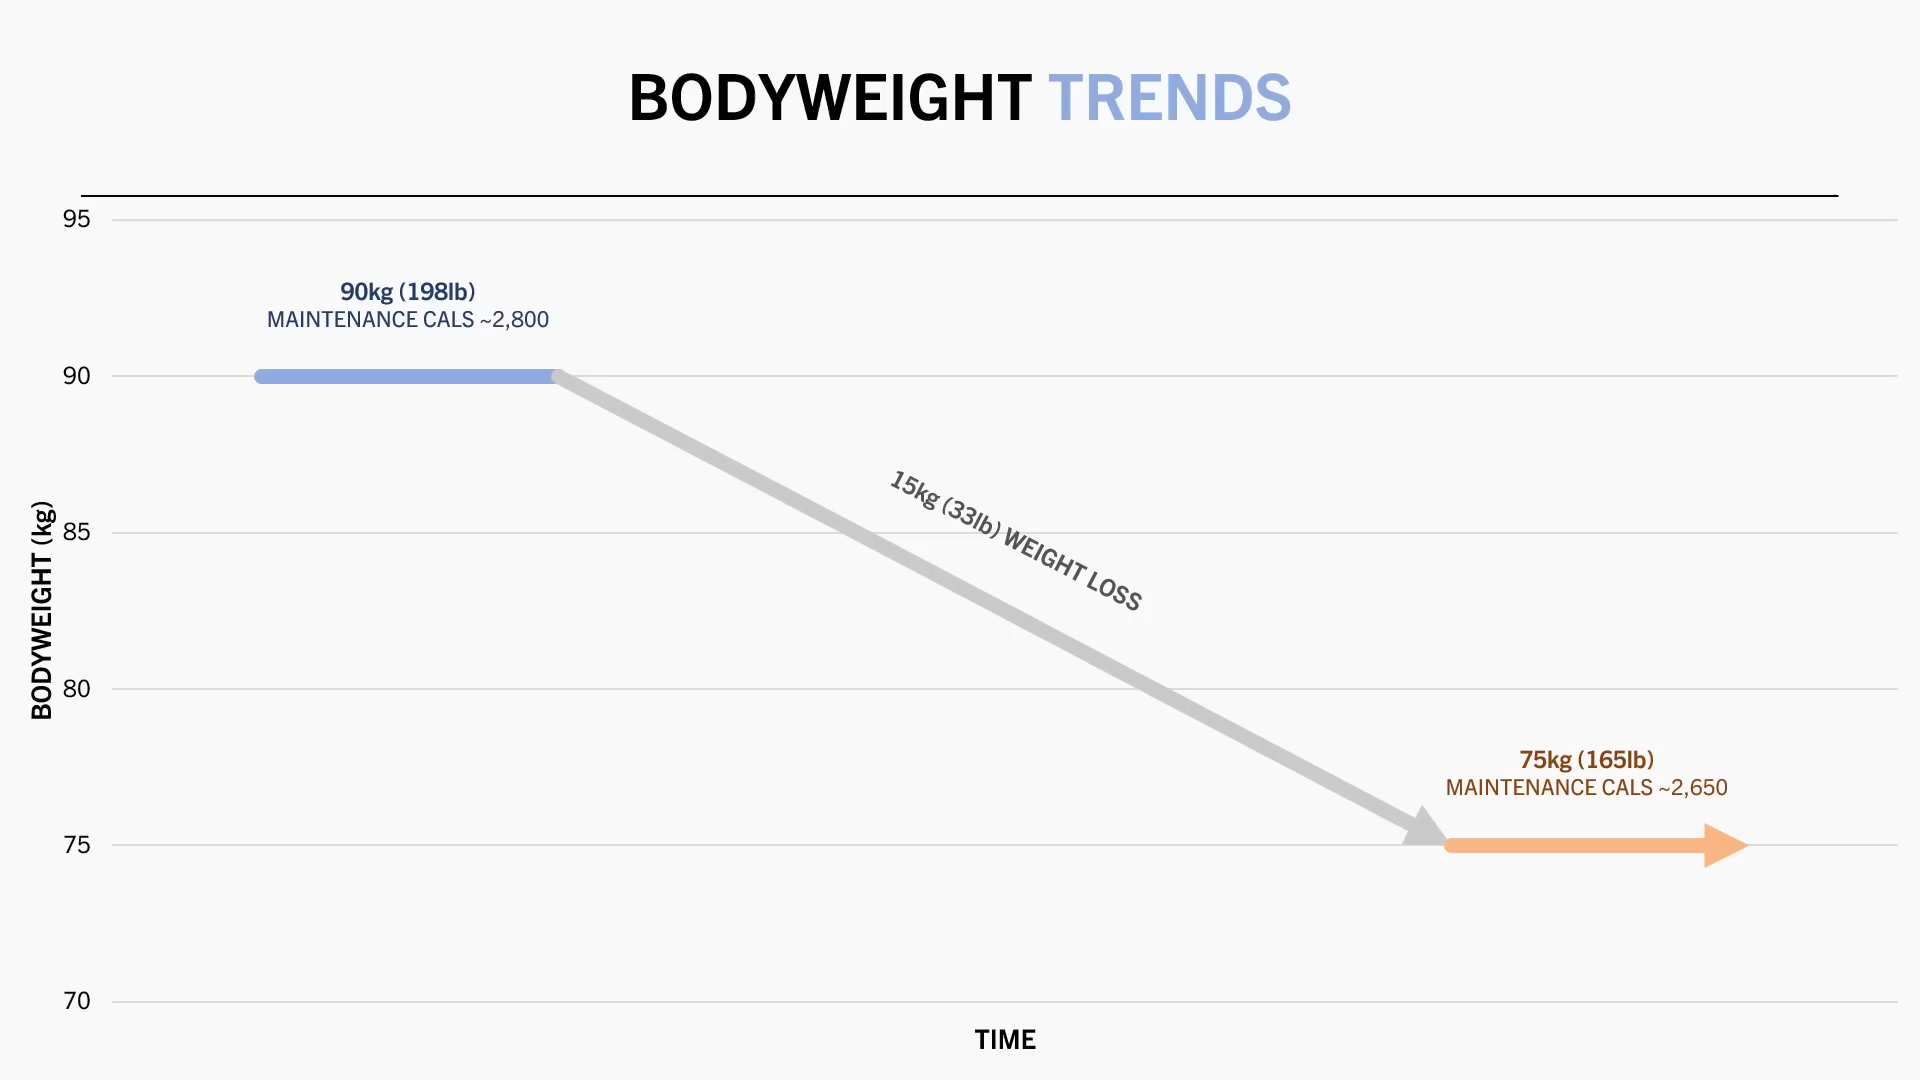 BODYWEIGHT TRENDS
95
90kg (198lb)
MAINTENANCE CALS ~2,800
90
15kg (33lb) WEIGHT LOSS
85
BODYWEIGHT (kg)
80
75kg (165lb)
MAINTENANCE CALS ~2,650
75
70
TIME